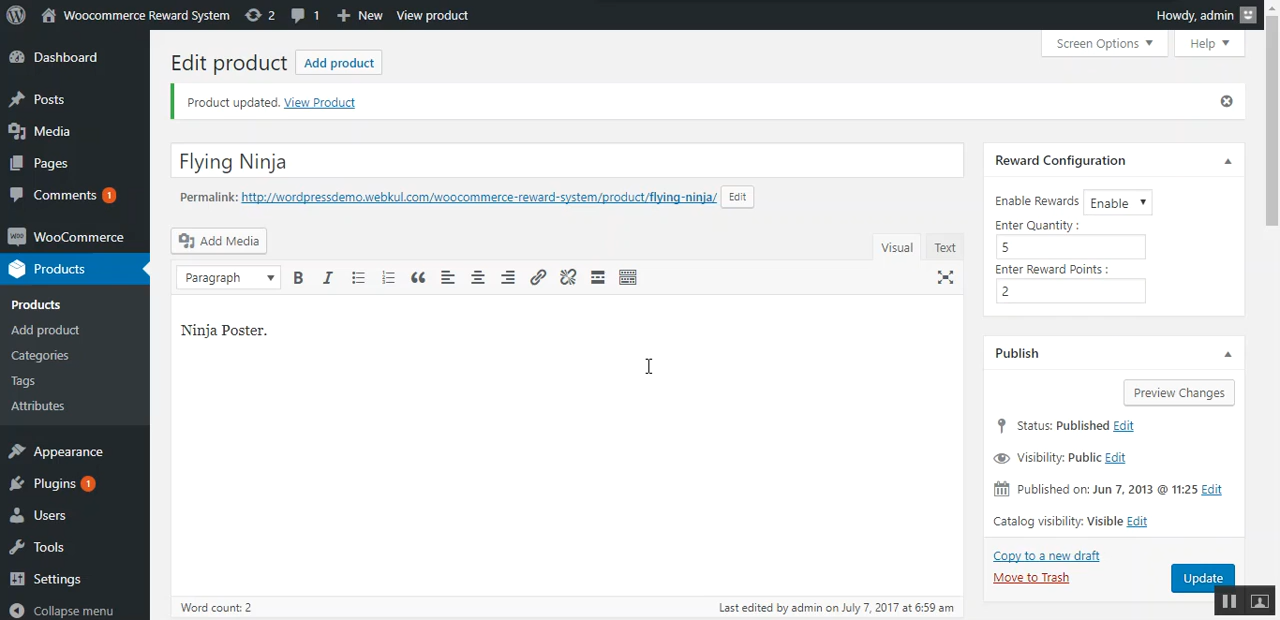 Woocommerce Reward System 2 1 New View product Howdy, admin
Dashboard
Posts
Media
Pages
Comments 1
WooCommerce
Products
Products
Add product
Categories
Tags
Attributes
Appearance
Plugins 1
Users
Tools
Settings
Collapse menu
Screen Options Help
Edit product Add product
Product updated. View Product
Flying Ninja
Permalink: http://wordpressdemo.webkul.com/woocommerce-reward-system/product/flying-ninja/ Edit
Add Media Visual Text
Paragraph B I
Ninja Poster.
Word count: 2 Last edited by admin on July 7, 2017 at 6:59 am
Reward Configuration
Enable Rewards Enable
Enter Quantity :
5
Enter Reward Points :
2
Publish
Preview Changes
Status: Published Edit
Visibility: Public Edit
Published on: Jun 7, 2013 @ 11:25 Edit
Catalog visibility: Visible Edit
Copy to a new draft
Move to Trash Update